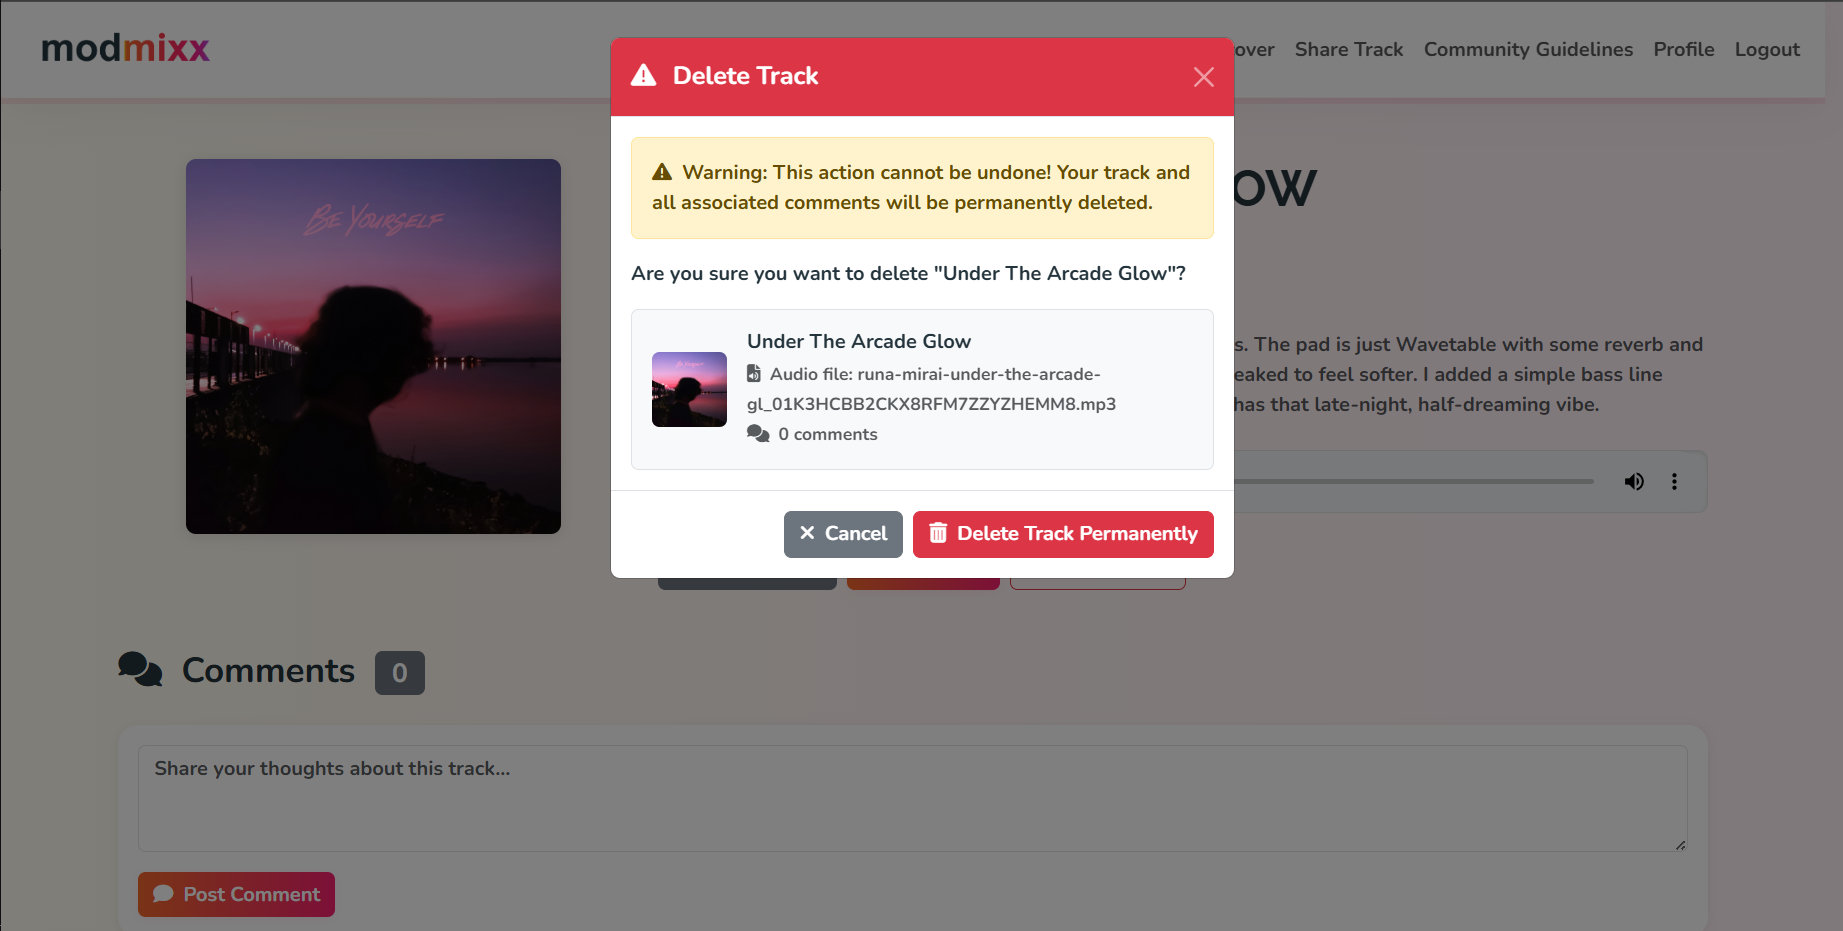 modmixx
Share Track
Community Guidelines
Profile
Logout
Delete Track
Warning: This action cannot be undone! Your track and
all associated comments will be permanently deleted.
Are you sure you want to delete "Under The Arcade Glow"?
Under The Arcade Glow
Audio file: runa-mirai-under-the-arcade-
gl_01K3HCBB2CKX8RFM7ZZYZHEMM8.mp3
0 comments
Cancel
Delete Track Permanently
BE YOURSELF
s. The pad is just Wavetable with some reverb and
eaked to feel softer. I added a simple bass line
has that late-night, half-dreaming vibe.
Comments 0
Share your thoughts about this track...
Post Comment